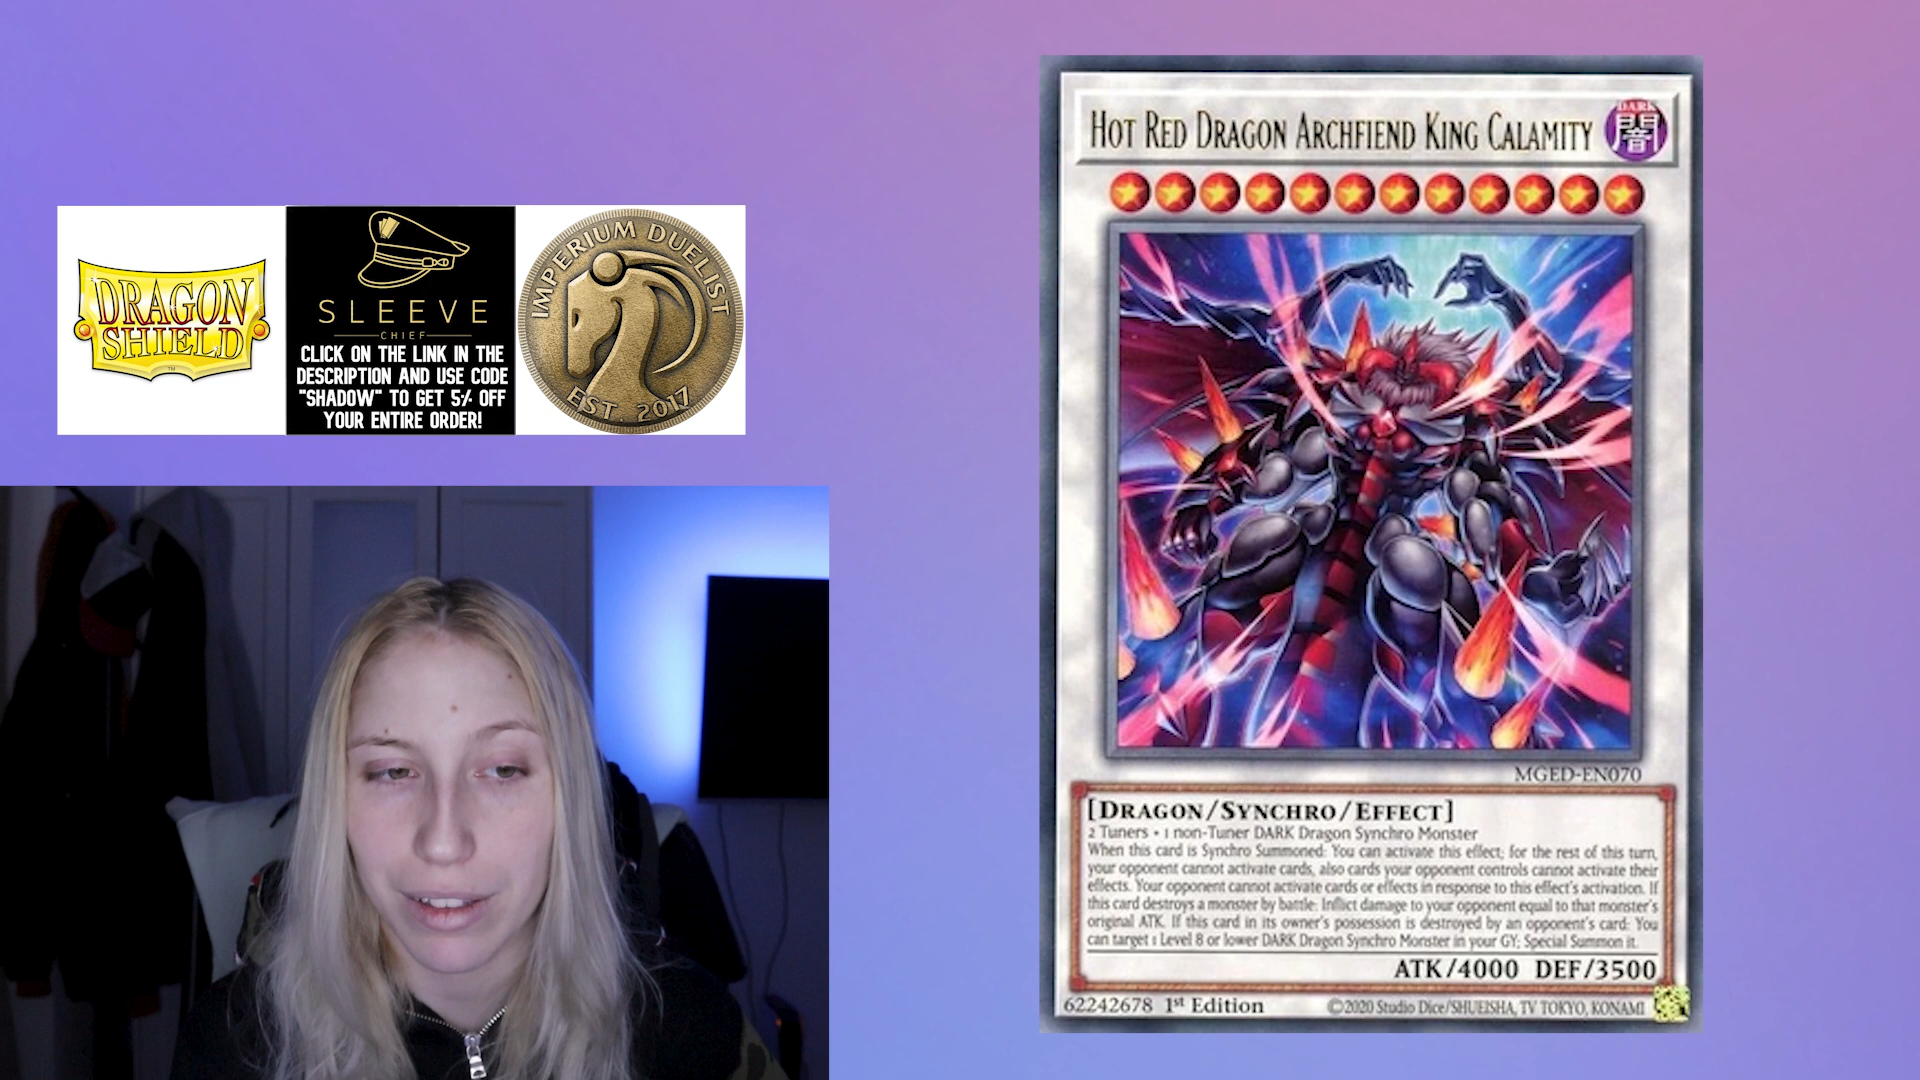 DRAGON
SHIELD
TM
SLEEVE
CHIEF
CLICK ON THE LINK IN THE
DESCRIPTION AND USE CODE
"SHADOW" TO GET 5% OFF
YOUR ENTIRE ORDER!
IMPERIUM DUELIST
EST. 2017
HOT RED DRAGON ARCHFIEND KING CALAMITY
DARK
闇
MGED-EN070
[DRAGON/SYNCHRO/EFFECT]
2 Tuners + 1 non-Tuner DARK Dragon Synchro Monster
When this card is Synchro Summoned: You can activate this effect; for the rest of this turn,
your opponent cannot activate cards, also cards your opponent controls cannot activate their
effects. Your opponent cannot activate cards or effects in response to this effect's activation. If
this card destroys a monster by battle: Inflict damage to your opponent equal to that monster's
original ATK. If this card in its owner's possession is destroyed by an opponent's card: You
can target 1 Level 8 or lower DARK Dragon Synchro Monster in your GY; Special Summon it.
ATK/4000 DEF/3500
62242678 1st Edition
©2020 Studio Dice/SHUEISHA, TV TOKYO, KONAMI